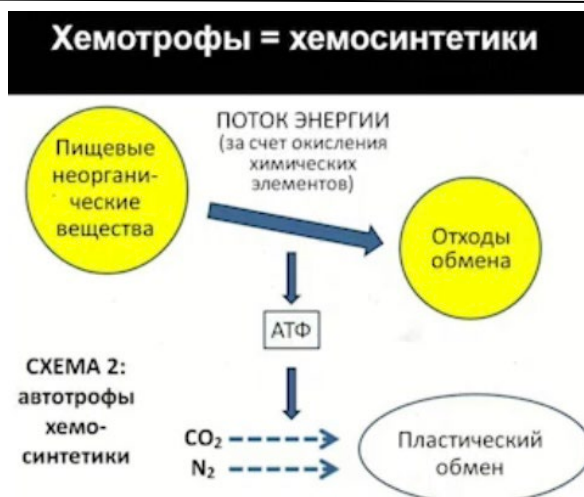 Хемотрофы = хемосинтетики
ПОТОК ЭНЕРГИИ
(за счет окисления
химических
элементов)
Пищевые
неоргани-
ческие
вещества
Отходы
обмена
АТФ
СХЕМА 2:
автотрофы
хемо-
синтетики
CO₂
N₂
Пластический
обмен